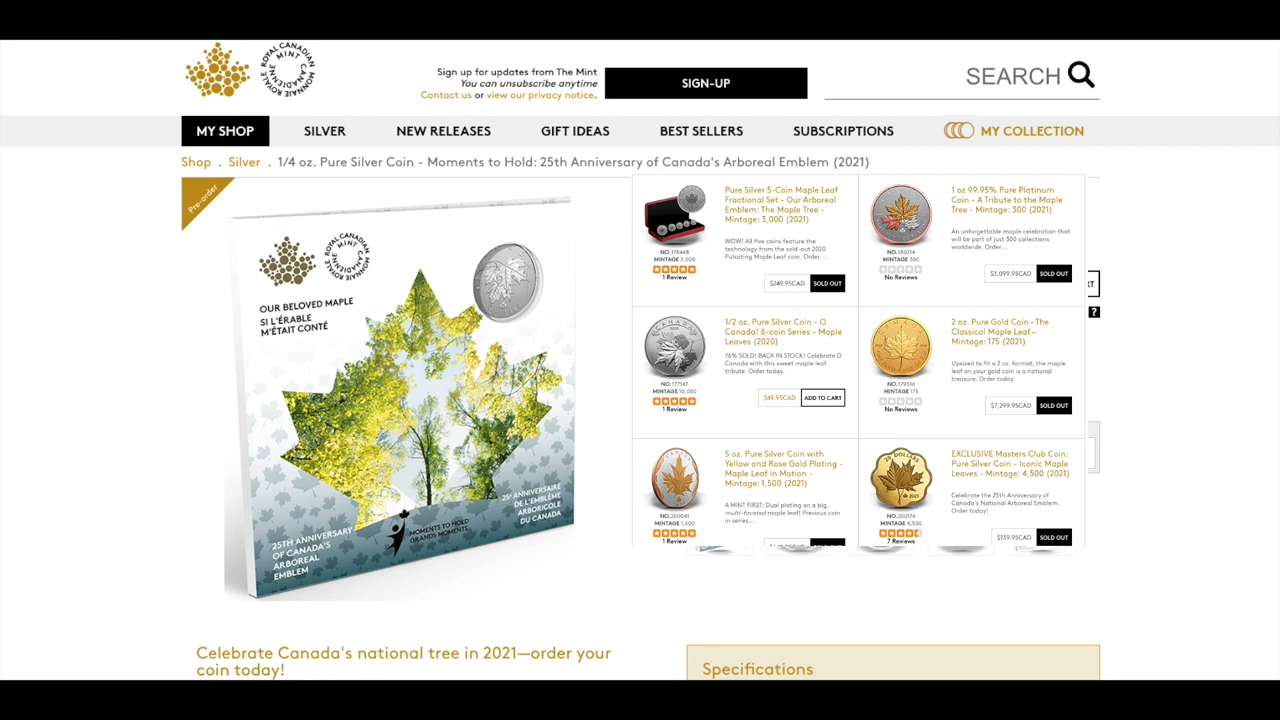 ROYAL CANADIAN MINT
MONNAIE ROYALE CANADIENNE
Sign up for updates from The Mint
You can unsubscribe anytime
Contact us or view our privacy notice.
SIGN-UP
SEARCH
MY SHOP
SILVER
NEW RELEASES
GIFT IDEAS
BEST SELLERS
SUBSCRIPTIONS
MY COLLECTION
Shop . Silver . 1/4 oz. Pure Silver Coin - Moments to Hold: 25th Anniversary of Canada's Arboreal Emblem (2021)
Pre-order
OUR BELOVED MAPLE
SI L'ÉRABLE
M'ÉTAIT CONTÉ
25TH ANNIVERSARY
OF CANADA'S
ARBOREAL
EMBLEM
MOMENTS TO HOLD
GRANDS MOMENTS
25E ANNIVERSAIRE
DE L'EMBLÈME
ARBORICOLE
DU CANADA
Pure Silver 5-Coin Maple Leaf
Fractional Set - Our Arboreal
Emblem: The Maple Tree -
Mintage: 3,000 (2021)
WOW! All five coins feature the
technology from the sold-out 2020
Pulsating Maple Leaf coin. Order...
NO.178468
MINTAGE 3,000
1 Review
$249.95CAD
SOLD OUT
1 oz 99.95% Pure Platinum
Coin - A Tribute to the Maple
Tree - Mintage: 300 (2021)
An unforgettable maple celebration that
will be part of just 300 collections
worldwide. Order...
NO.180214
MINTAGE 300
No Reviews
$3,099.95CAD
SOLD OUT
1/2 oz. Pure Silver Coin - O
Canada! 6-coin Series - Maple
Leaves (2020)
76% SOLD! BACK IN STOCK! Celebrate O
Canada with this sweet maple leaf
tribute. Order today.
NO.177147
MINTAGE 10,000
1 Review
$49.95CAD
ADD TO CART
2 oz. Pure Gold Coin – The
Classical Maple Leaf –
Mintage: 175 (2021)
Upsized to fit a 2 oz. format, the maple
leaf on your gold coin is a national
treasure. Order today.
NO.179316
MINTAGE 175
No Reviews
$7,299.95CAD
SOLD OUT
5 oz. Pure Silver Coin with
Yellow and Rose Gold Plating -
Maple Leaf in Motion -
Mintage: 1,500 (2021)
A MINT FIRST: Dual plating on a big,
multi-faceted maple leaf! Previous coin
in series...
NO.200041
MINTAGE 1,500
1 Review
EXCLUSIVE Masters Club Coin:
Pure Silver Coin - Iconic Maple
Leaves - Mintage: 4,500 (2021)
Celebrate the 25th Anniversary of
Canada's National Arboreal Emblem.
Order today!
NO.200174
MINTAGE 4,500
7 Reviews
$139.95CAD
SOLD OUT
?
Celebrate Canada's national tree in 2021—order your
coin today!
Specifications